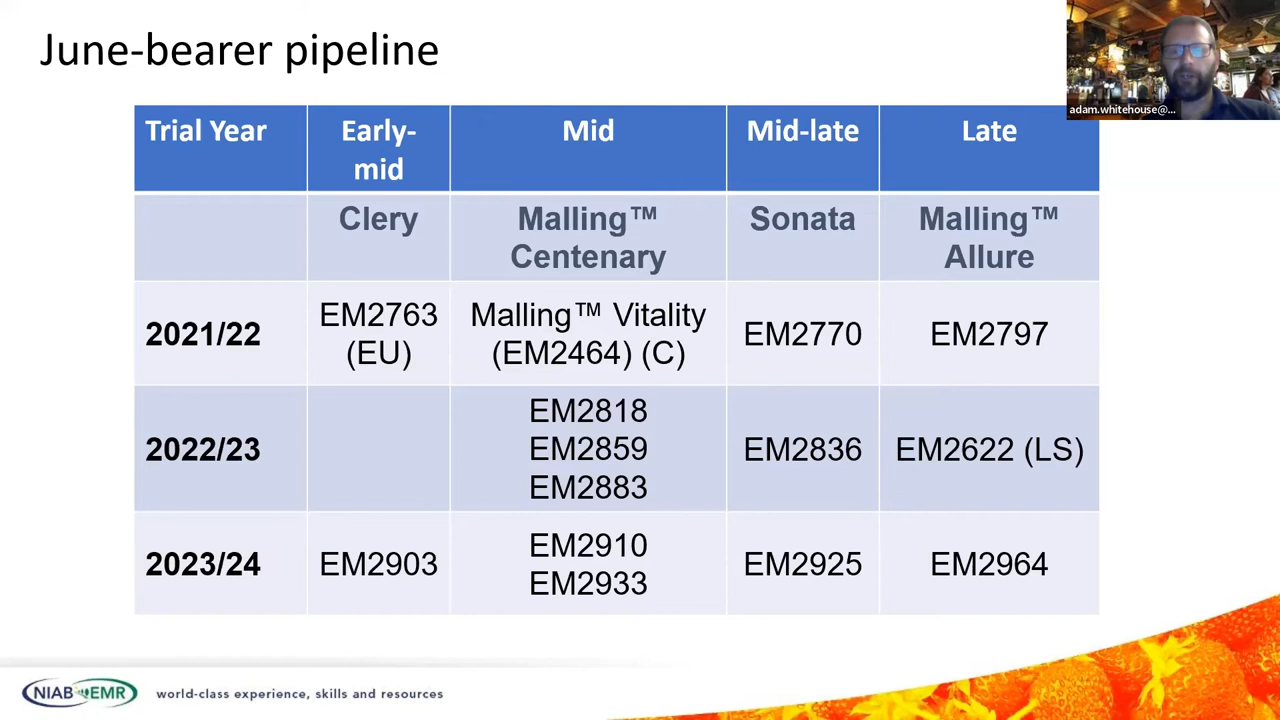 June-bearer pipeline
adam.whitehouse@...
Trial Year
Early-
mid
Mid
Mid-late
Late
Clery
Malling™
Centenary
Sonata
Malling™
Allure
2021/22
EM2763
(EU)
Malling™ Vitality
(EM2464) (C)
EM2770
EM2797
2022/23
EM2818
EM2859
EM2883
EM2836
EM2622 (LS)
2023/24
EM2903
EM2910
EM2933
EM2925
EM2964
NIAB EMR
world-class experience, skills and resources